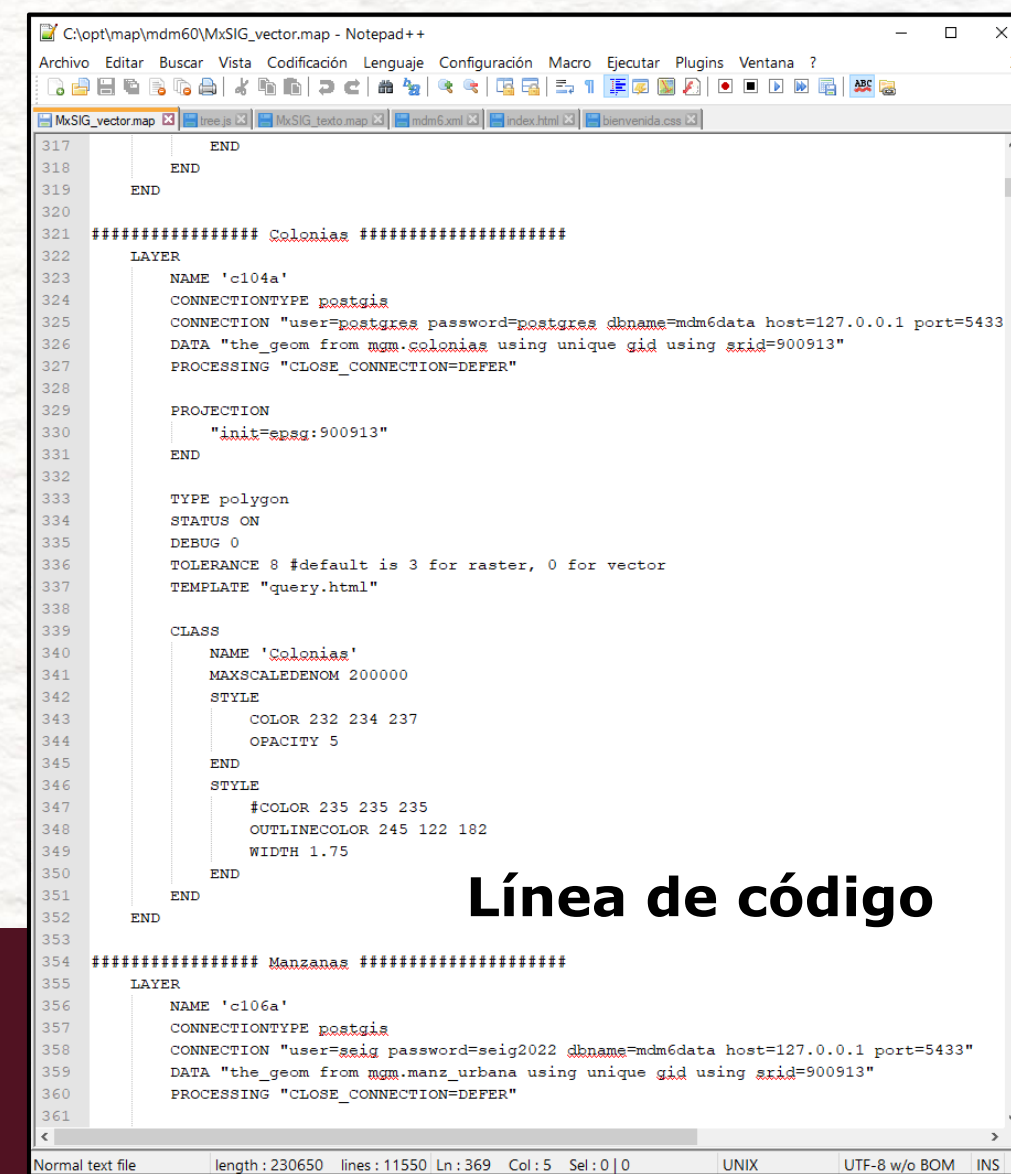 C:\opt\map\mdm60\MxSIG_vector.map - Notepad++
Archivo Editar Buscar Vista Codificación Lenguaje Configuración Macro Ejecutar Plugins Ventana ?
MxSIG_vector.map tree.js MxSIG_texto.map mdm6.xml index.html bienvenida.css
317 END
318 END
319 END
320
321 ################# Colonias #####################
322 LAYER
323 NAME 'c104a'
324 CONNECTIONTYPE postgis
325 CONNECTION "user=postgres password=postgres dbname=mdm6data host=127.0.0.1 port=5433
326 DATA "the_geom from mgm.colonias using unique gid using srid=900913"
327 PROCESSING "CLOSE_CONNECTION=DEFER"
328
329 PROJECTION
330 "init=epsg:900913"
331 END
332
333 TYPE polygon
334 STATUS ON
335 DEBUG 0
336 TOLERANCE 8 #default is 3 for raster, 0 for vector
337 TEMPLATE "query.html"
338
339 CLASS
340 NAME 'Colonias'
341 MAXSCALEDENOM 200000
342 STYLE
343 COLOR 232 234 237
344 OPACITY 5
345 END
346 STYLE
347 #COLOR 235 235 235
348 OUTLINECOLOR 245 122 182
349 WIDTH 1.75
350 END
351 END
352 END
Línea de código
353
354 ################# Manzanas #####################
355 LAYER
356 NAME 'c106a'
357 CONNECTIONTYPE postgis
358 CONNECTION "user=seig password=seig2022 dbname=mdm6data host=127.0.0.1 port=5433"
359 DATA "the_geom from mgm.manz_urbana using unique gid using srid=900913"
360 PROCESSING "CLOSE_CONNECTION=DEFER"
361
Normal text file length : 230650 lines : 11550 Ln : 369 Col : 5 Sel : 0 | 0 UNIX UTF-8 w/o BOM INS